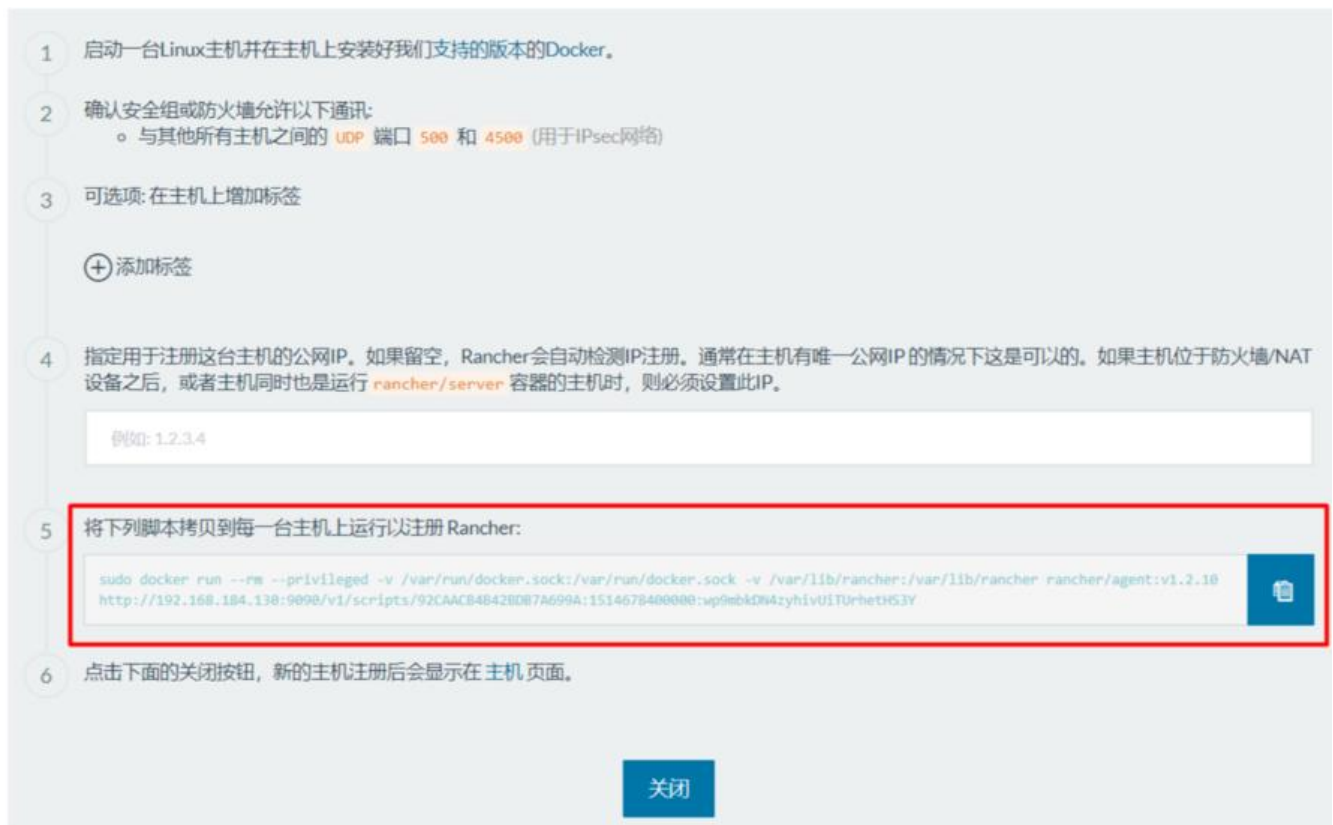 1 启动一台Linux主机并在主机上安装好我们支持的版本的Docker。
2 确认安全组或防火墙允许以下通讯:
与其他所有主机之间的 UDP 端口 500 和 4500 (用于IPsec网络)
3 可选项: 在主机上增加标签
添加标签
4 指定用于注册这台主机的公网IP。如果留空，Rancher会自动检测IP注册。通常在主机有唯一公网IP 的情况下这是可以的。如果主机位于防火墙/NAT
设备之后，或者主机同时也是运行 rancher/server 容器的主机时，则必须设置此IP。
例如: 1.2.3.4
5 将下列脚本拷贝到每一台主机上运行以注册 Rancher:
sudo docker run --rm --privileged -v /var/run/docker.sock:/var/run/docker.sock -v /var/lib/rancher:/var/lib/rancher rancher/agent:v1.2.10
http://192.168.184.130:9090/v1/scripts/92CAACB4B42BDB7A699A:1514678400000:wp9mbkDN4zyhivUiTUrhetHS3Y
6 点击下面的关闭按钮，新的主机注册后会显示在 主机 页面。
关闭